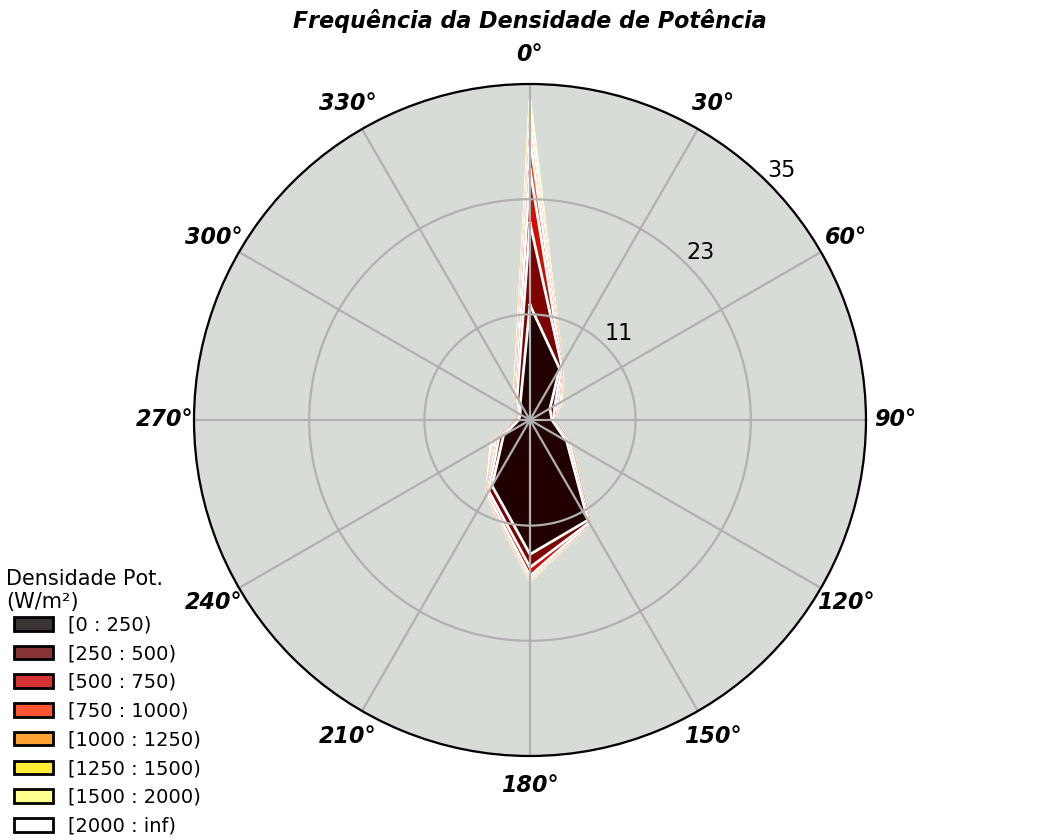 Frequência da Densidade de Potência
0°
330°
30°
35
300°
60°
23
11
270°
90°
240°
120°
210°
150°
180°
Densidade Pot.
(W/m²)
[0 : 250)
[250 : 500)
[500 : 750)
[750 : 1000)
[1000 : 1250)
[1250 : 1500)
[1500 : 2000)
[2000 : inf)